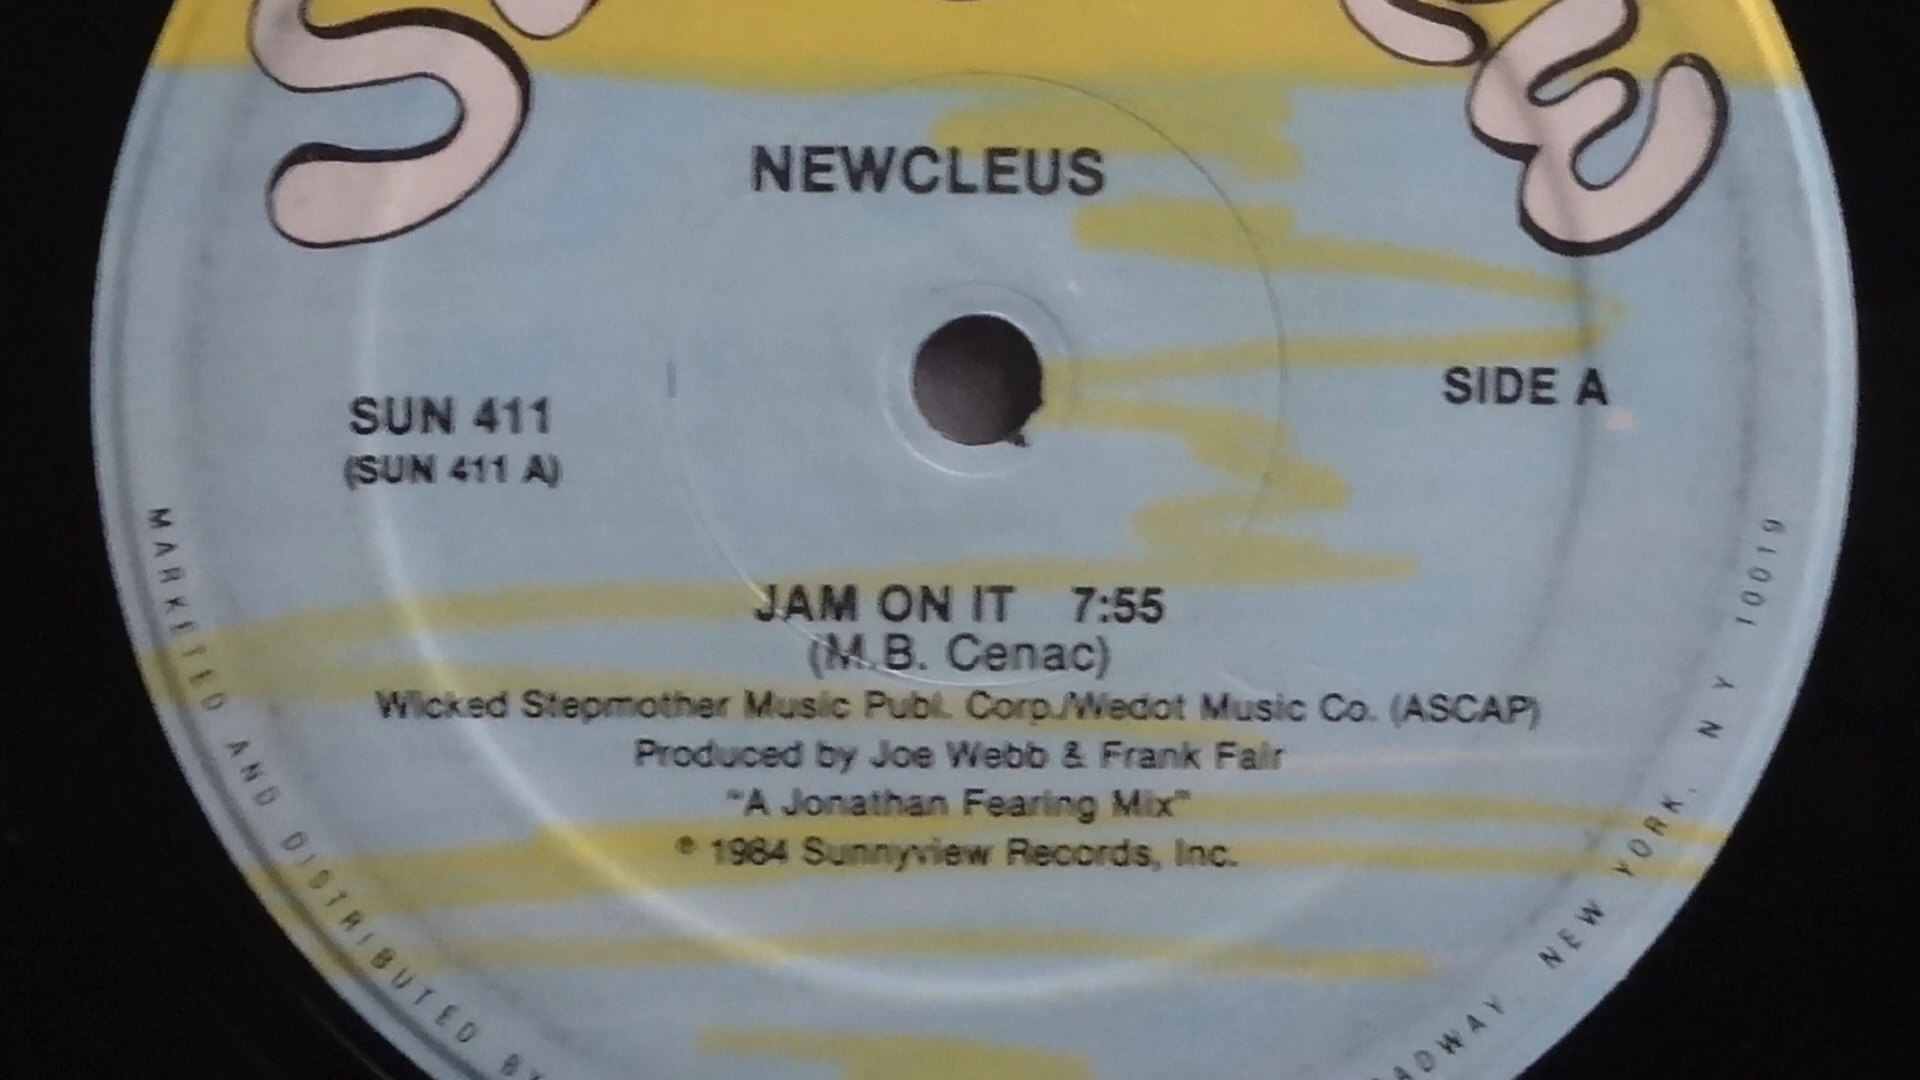 NEWCLEUS
SUN 411
(SUN 411 A)
SIDE A
JAM ON IT 7:55
(M.B. Cenac)
Wicked Stepmother Music Publ. Corp./Wedot Music Co. (ASCAP)
Produced by Joe Webb & Frank Fair
"A Jonathan Fearing Mix"
℗ 1984 Sunnyview Records, Inc.
MARKETED AND DISTRIBUTED BY
NEW YORK, N Y 10019